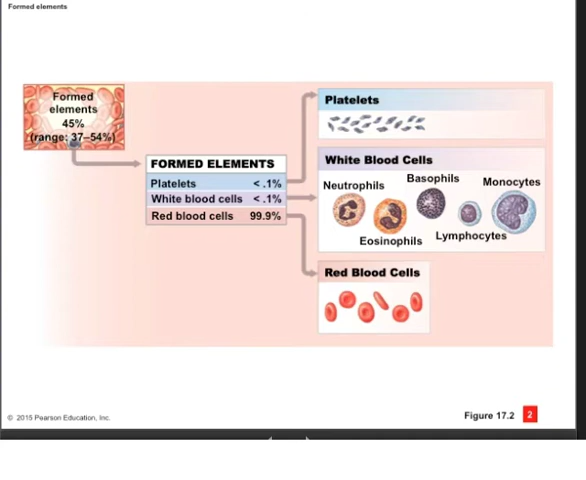 Formed elements
Formed
elements
45%
(range: 37–54%)
FORMED ELEMENTS
Platelets < .1%
White blood cells < .1%
Red blood cells 99.9%
Platelets
White Blood Cells
Neutrophils
Basophils
Monocytes
Eosinophils
Lymphocytes
Red Blood Cells
© 2015 Pearson Education, Inc.
Figure 17.2 2